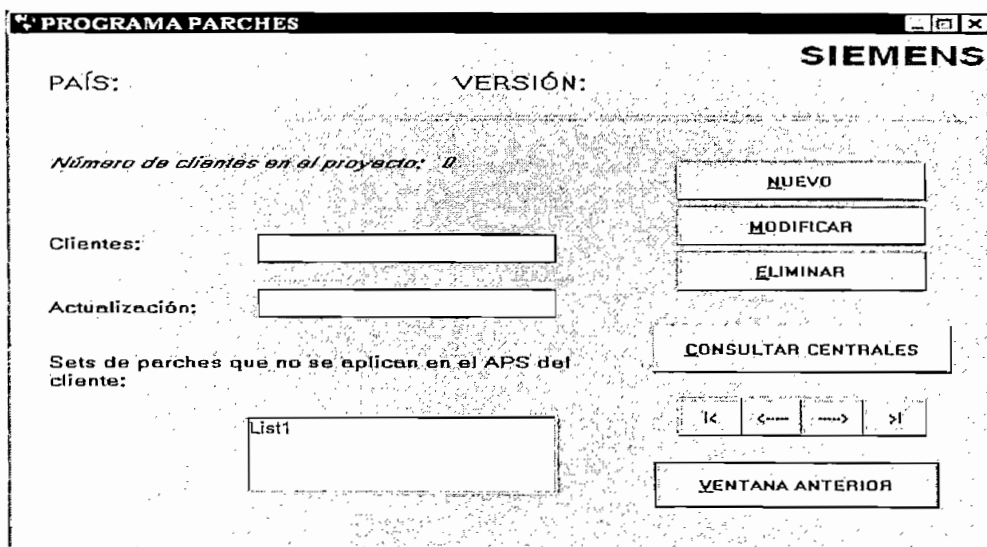 PROGRAMA PARCHES
SIEMENS
PAÍS:
VERSIÓN:
Número de clientes en el proyecto: 0
NUEVO
MODIFICAR
Clientes:
ELIMINAR
Actualización:
CONSULTAR CENTRALES
Sets de parches que no se aplican en el APS del
cliente:
|< <---- ----> >|
List1
VENTANA ANTERIOR